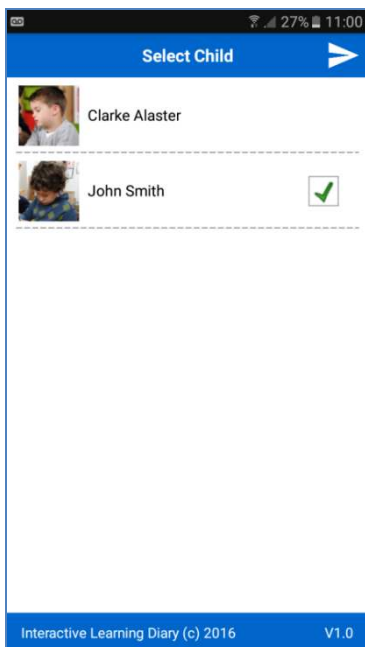 27% 11:00
Select Child
Clarke Alaster
John Smith
Interactive Learning Diary (c) 2016 V1.0